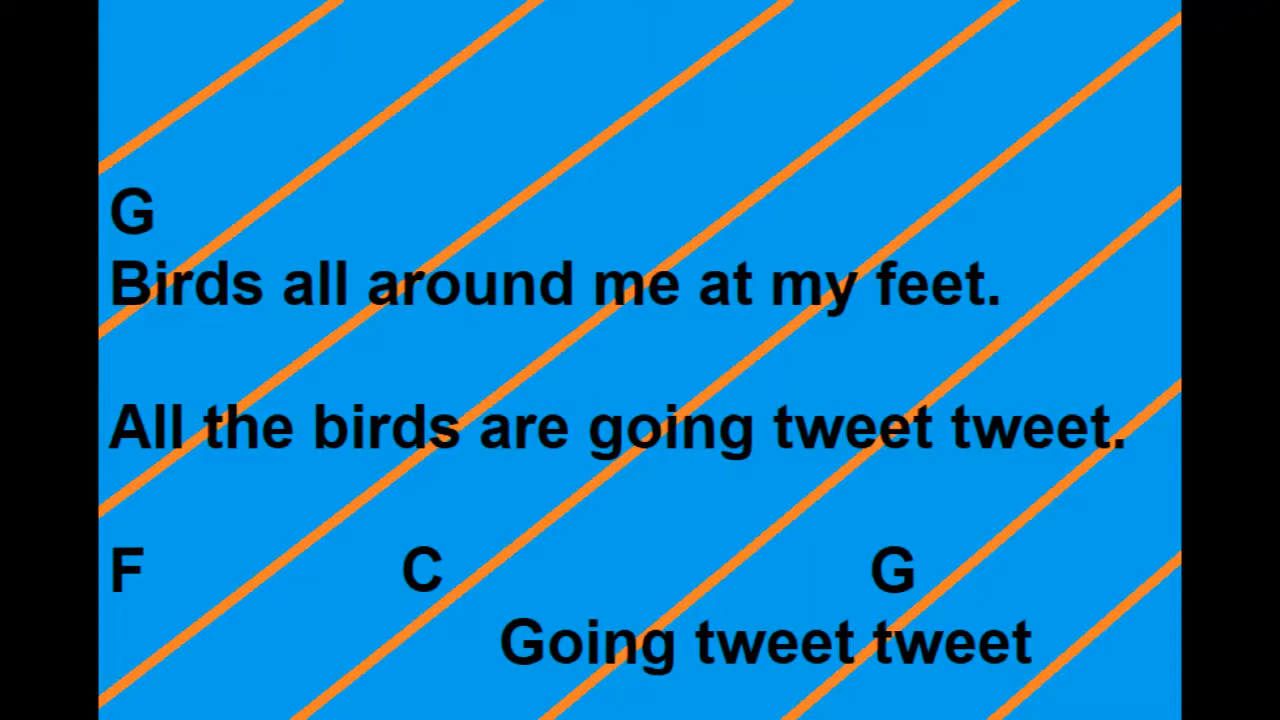 G
Birds all around me at my feet.
All the birds are going tweet tweet.
F C G
Going tweet tweet